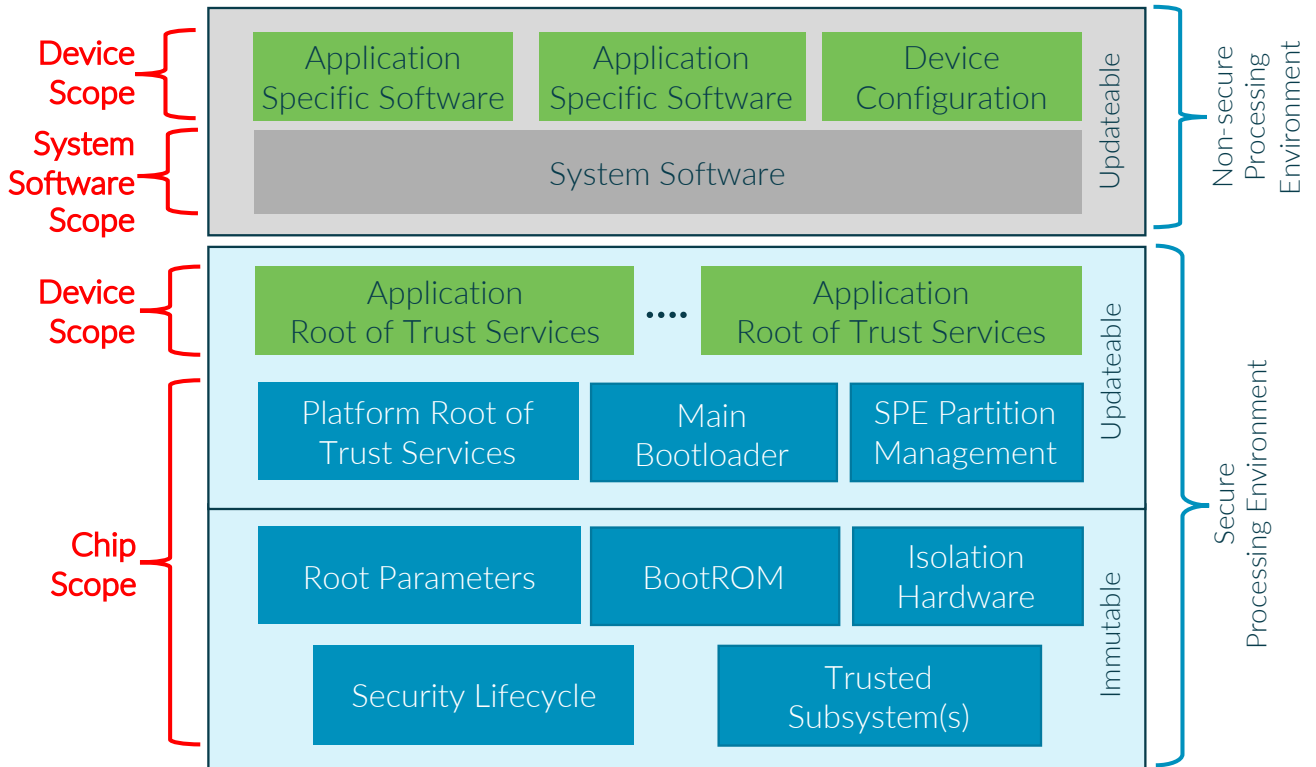 Device
Scope
Application
Specific Software
Application
Specific Software
Device
Configuration
System
Software
Scope
System Software
Updateable
Non-secure
Processing
Environment
Device
Scope
Application
Root of Trust Services
....
Application
Root of Trust Services
Platform Root of
Trust Services
Main
Bootloader
SPE Partition
Management
Updateable
Chip
Scope
Root Parameters
BootROM
Isolation
Hardware
Security Lifecycle
Trusted
Subsystem(s)
Immutable
Secure
Processing Environment